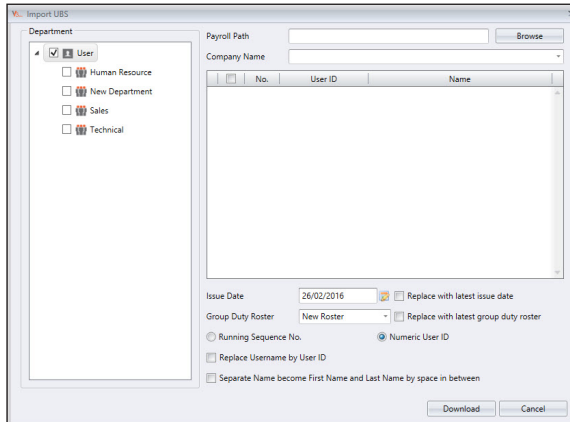 Import UBS
Department
User
Human Resource
New Department
Sales
Technical
Payroll Path
Browse
Company Name
No. User ID Name
Issue Date 26/02/2016 Replace with latest issue date
Group Duty Roster New Roster Replace with latest group duty roster
Running Sequence No. Numeric User ID
Replace Username by User ID
Separate Name become First Name and Last Name by space in between
Download Cancel